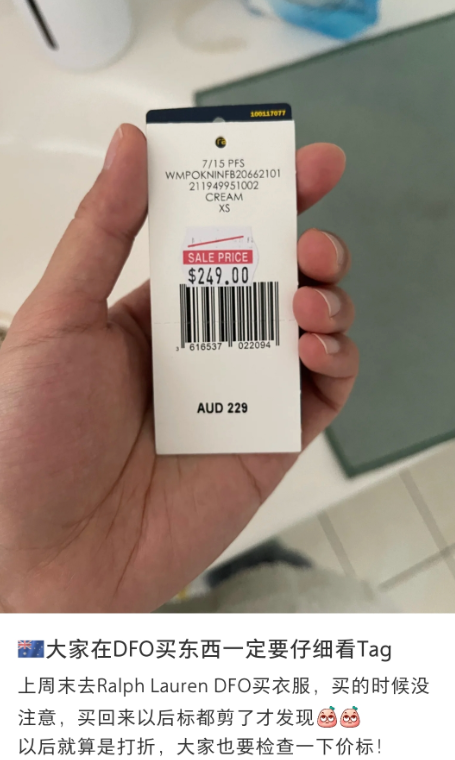 100117077
7/15 PFS
WMPOKNINFB20662101
211949951002
CREAM
XS
SALE PRICE
$249.00
3 616537 022094
AUD 229
🇦🇺大家在DFO买东西一定要仔细看Tag
上周末去Ralph Lauren DFO买衣服，买的时候没
注意，买回来以后标都剪了才发现
以后就算是打折，大家也要检查一下价标！